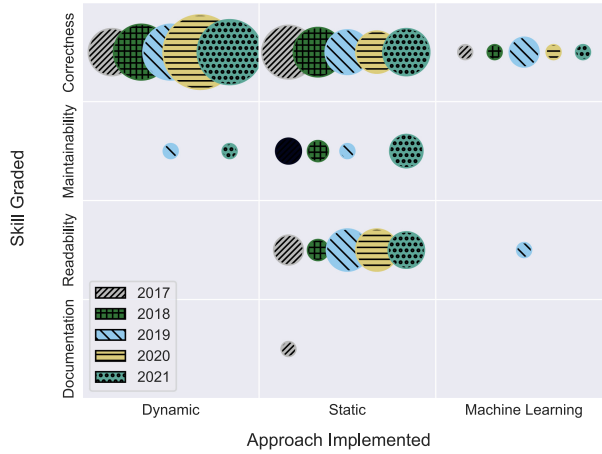 Skill Graded
Correctness
Maintainability
Readability
Documentation
2017
2018
2019
2020
2021
Dynamic
Static
Machine Learning
Approach Implemented